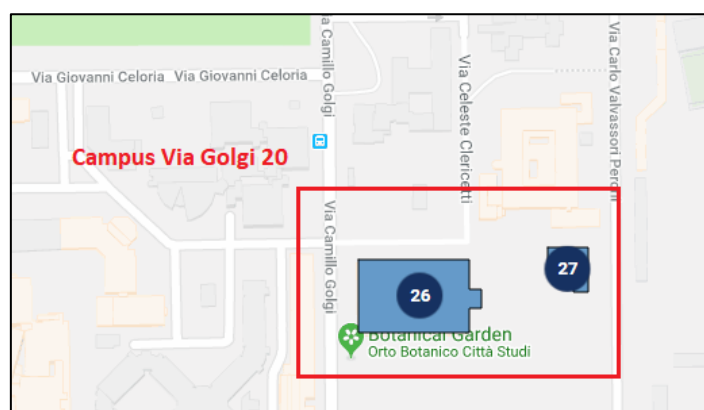 Via Camillo Golgi
Via Giovanni Celoria Via Giovanni Celoria
Via Celeste Clericetti
Via Carlo Valvassori Peroni
Campus Via Golgi 20
Via Camillo Golgi
27
26
Botanical Garden
Orto Botanico Città Studi